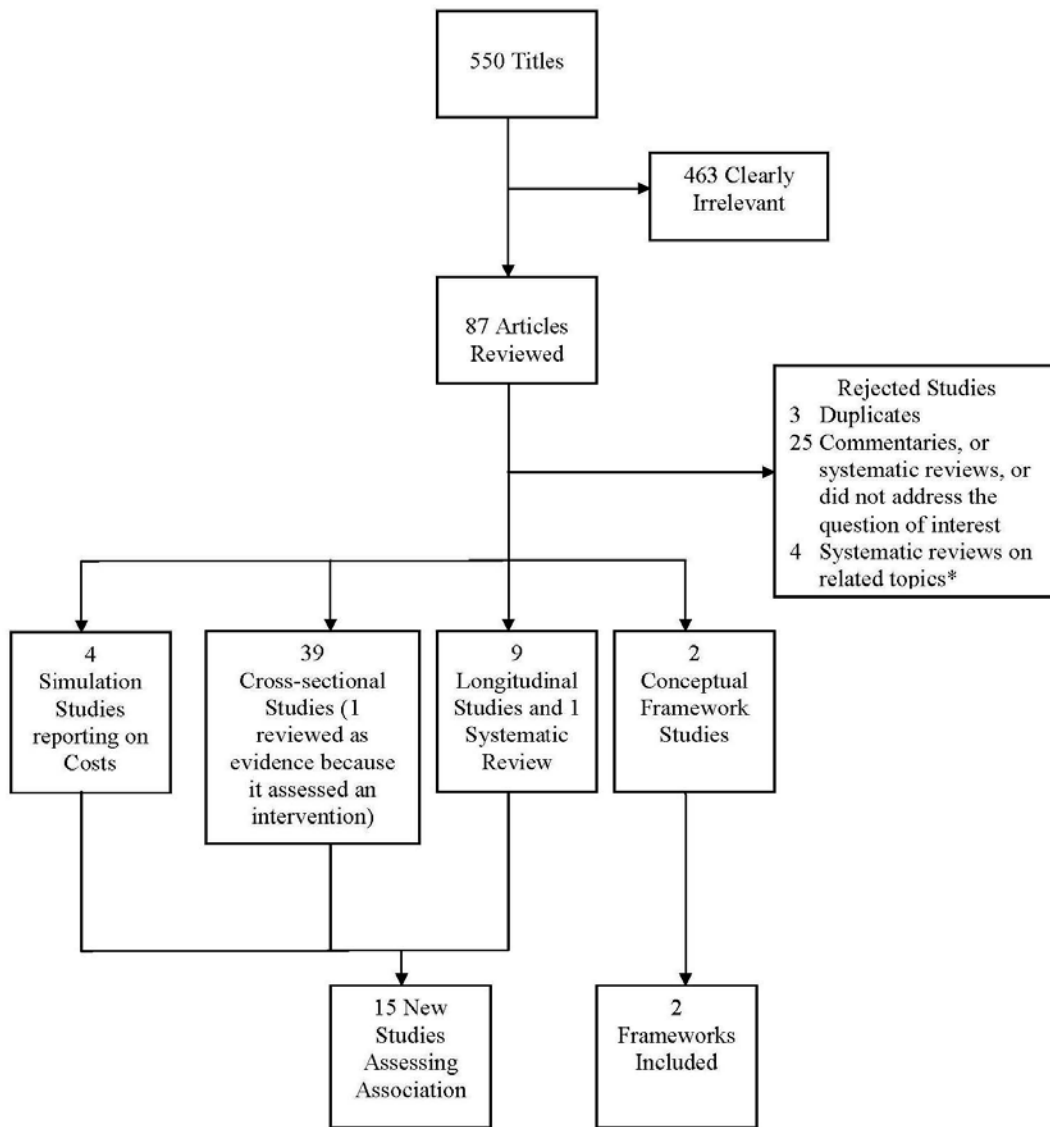 550 Titles
463 Clearly
Irrelevant
87 Articles
Reviewed
Rejected Studies
3 Duplicates
25 Commentaries, or
systematic reviews, or
did not address the
question of interest
4 Systematic reviews on
related topics*
4
Simulation
Studies
reporting on
Costs
39
Cross-sectional
Studies (1
reviewed as
evidence because
it assessed an
intervention)
9
Longitudinal
Studies and 1
Systematic
Review
2
Conceptual
Framework
Studies
15 New
Studies
Assessing
Association
2
Frameworks
Included